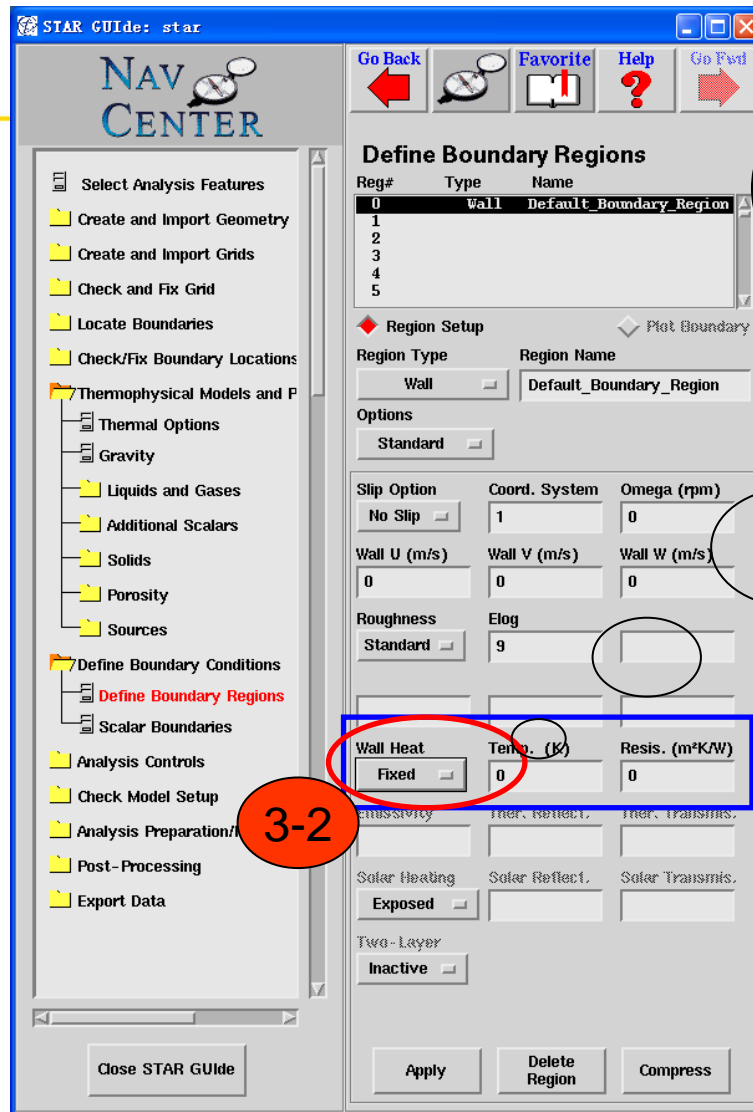 STAR GUIde: star
NAV
CENTER
Select Analysis Features
Create and Import Geometry
Create and Import Grids
Check and Fix Grid
Locate Boundaries
Check/Fix Boundary Locations
Thermophysical Models and P
Thermal Options
Gravity
Liquids and Gases
Additional Scalars
Solids
Porosity
Sources
Define Boundary Conditions
Define Boundary Regions
Scalar Boundaries
Analysis Controls
Check Model Setup
Analysis Preparation/
Post-Processing
Export Data
Close STAR GUIde
3-2
Go Back Favorite Help Go Fwd
Define Boundary Regions
Reg# Type Name
0 Wall Default_Boundary_Region
1
2
3
4
5
Region Setup Plot Boundary
Region Type Region Name
Wall Default_Boundary_Region
Options
Standard
Slip Option Coord. System Omega (rpm)
No Slip 1 0
Wall U (m/s) Wall V (m/s) Wall W (m/s)
0 0 0
Roughness Elog
Standard 9
Wall Heat Temp. (K) Resis. (m²K/W)
Fixed 0 0
Emissivity Ther. Reflect. Ther. Transmis.
Solar Heating Solar Reflect. Solar Transmis.
Exposed
Two-Layer
Inactive
Apply Delete Region Compress